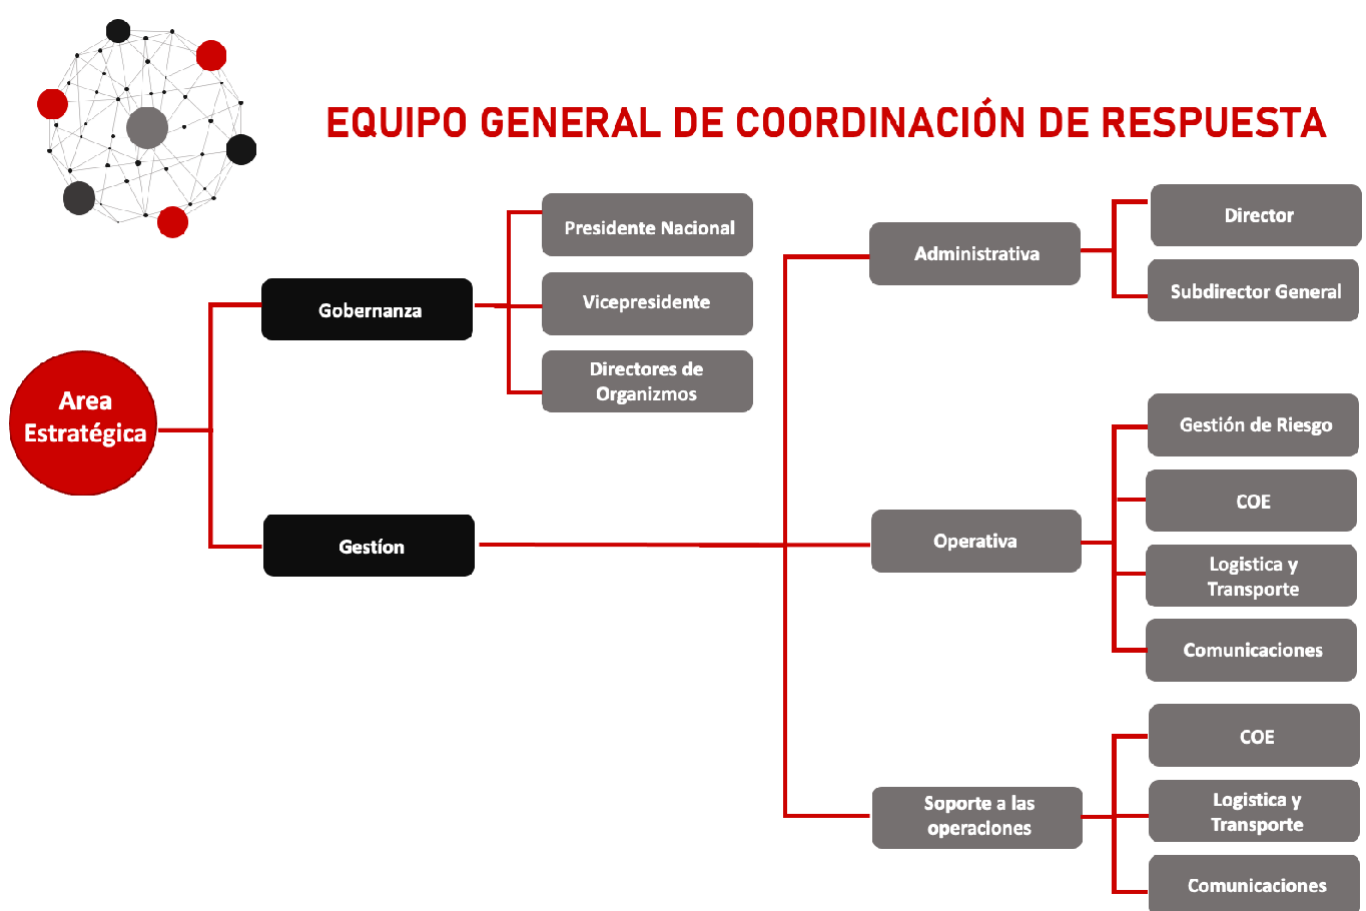 EQUIPO GENERAL DE COORDINACIÓN DE RESPUESTA
Area
Estratégica
Gobernanza
Presidente Nacional
Vicepresidente
Directores de
Organizmos
Gestíon
Administrativa
Director
Subdirector General
Operativa
Gestión de Riesgo
COE
Logistica y
Transporte
Comunicaciones
Soporte a las
operaciones
COE
Logistica y
Transporte
Comunicaciones